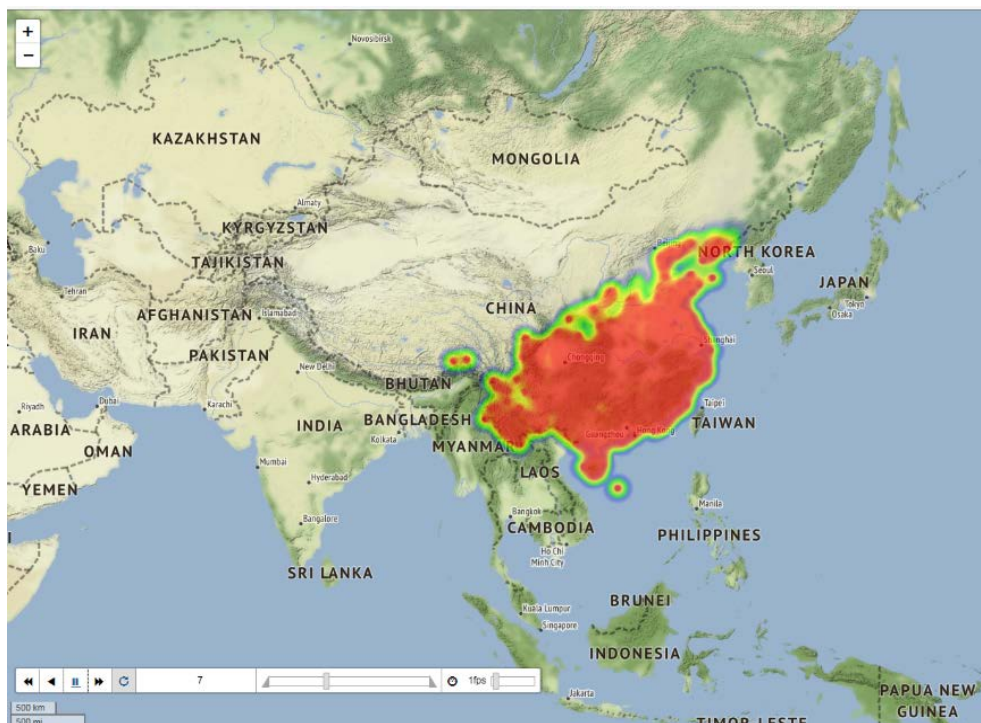 +
−
Novosibirsk
KAZAKHSTAN
MONGOLIA
Almaty
KYRGYZSTAN
Baku
TAJIKISTAN
Beijing
NORTH KOREA
Seoul
JAPAN
Tehran
Tokyo
Osaka
AFGHANISTAN
Islamabad
CHINA
IRAN
PAKISTAN
Shanghai
Chongqing
New Delhi
BHUTAN
Riyadh
Dubai
Karachi
Taipei
ARABIA
BANGLADESH
TAIWAN
INDIA
Kolkata
Guangzhou
Hong Kong
OMAN
MYANMAR
Mumbai
LAOS
Hyderabad
YEMEN
Manila
Bangkok
Bangalore
CAMBODIA
PHILIPPINES
Ho Chi
Minh City
SRI LANKA
BRUNEI
Kuala Lumpur
Singapore
INDONESIA
7
1fps
Jakarta
PAPUA NEW
GUINEA
500 km
500 mi
TIMOR-LESTE